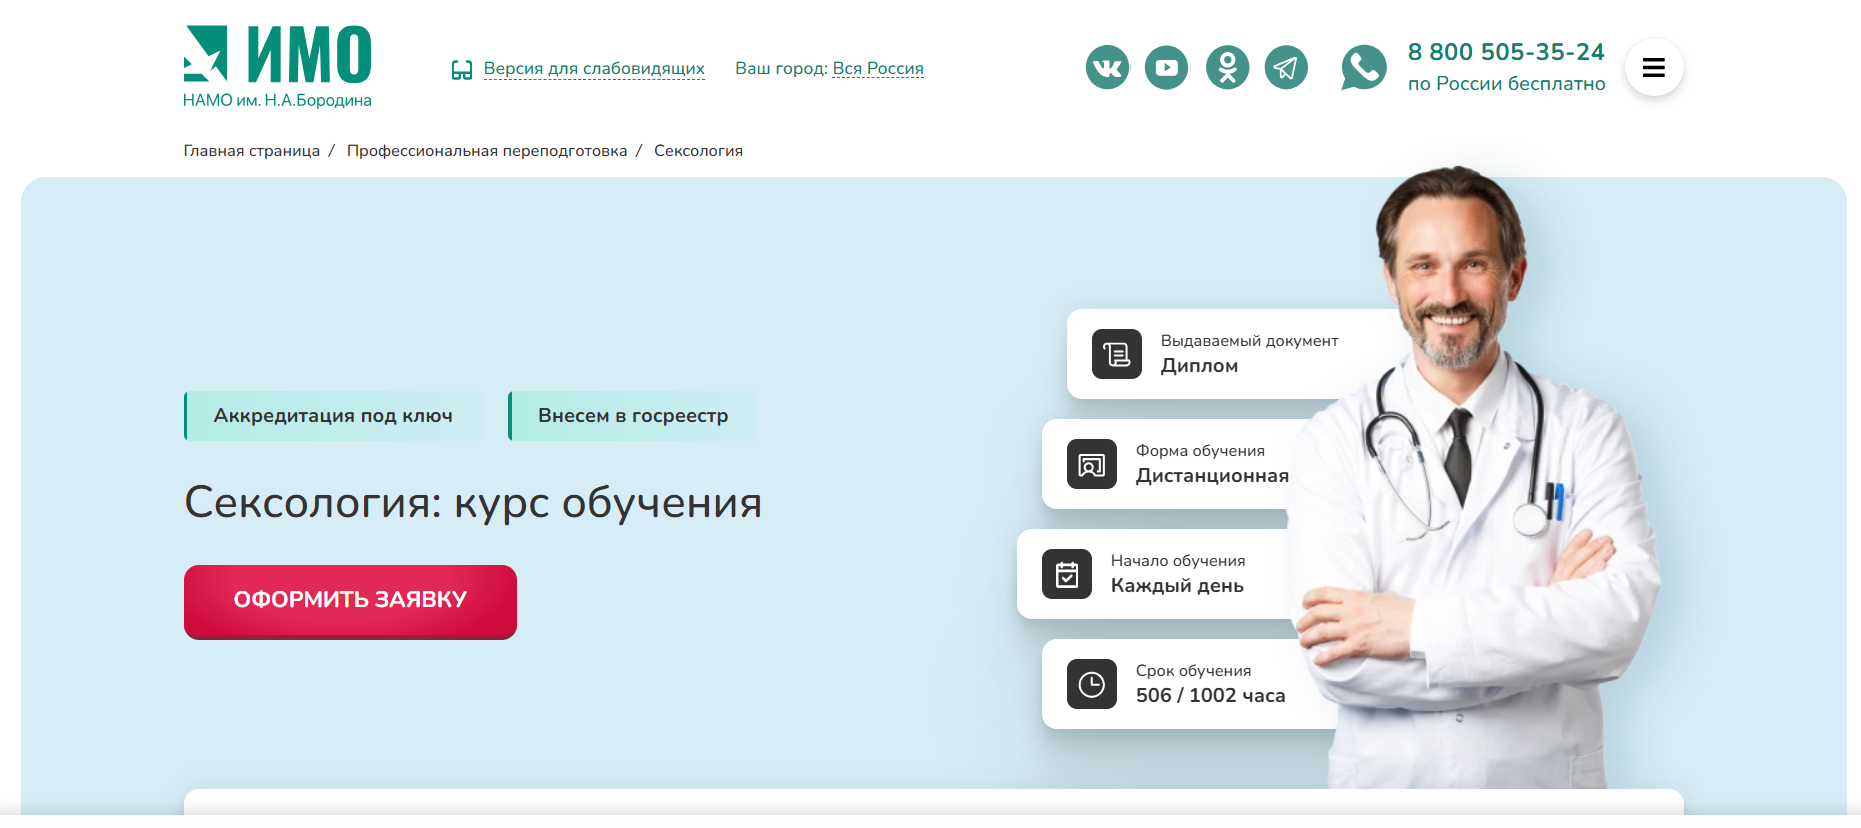 ИМО
НАМО им. Н.А.Бородина
Версия для слабовидящих
Ваш город: Вся Россия
8 800 505-35-24
по России бесплатно
Главная страница / Профессиональная переподготовка / Сексология
Выдаваемый документ
Диплом
Форма обучения
Дистанционная
Начало обучения
Каждый день
Срок обучения
506 / 1002 часа
Аккредитация под ключ
Внесем в госреестр
Сексология: курс обучения
ОФОРМИТЬ ЗАЯВКУ